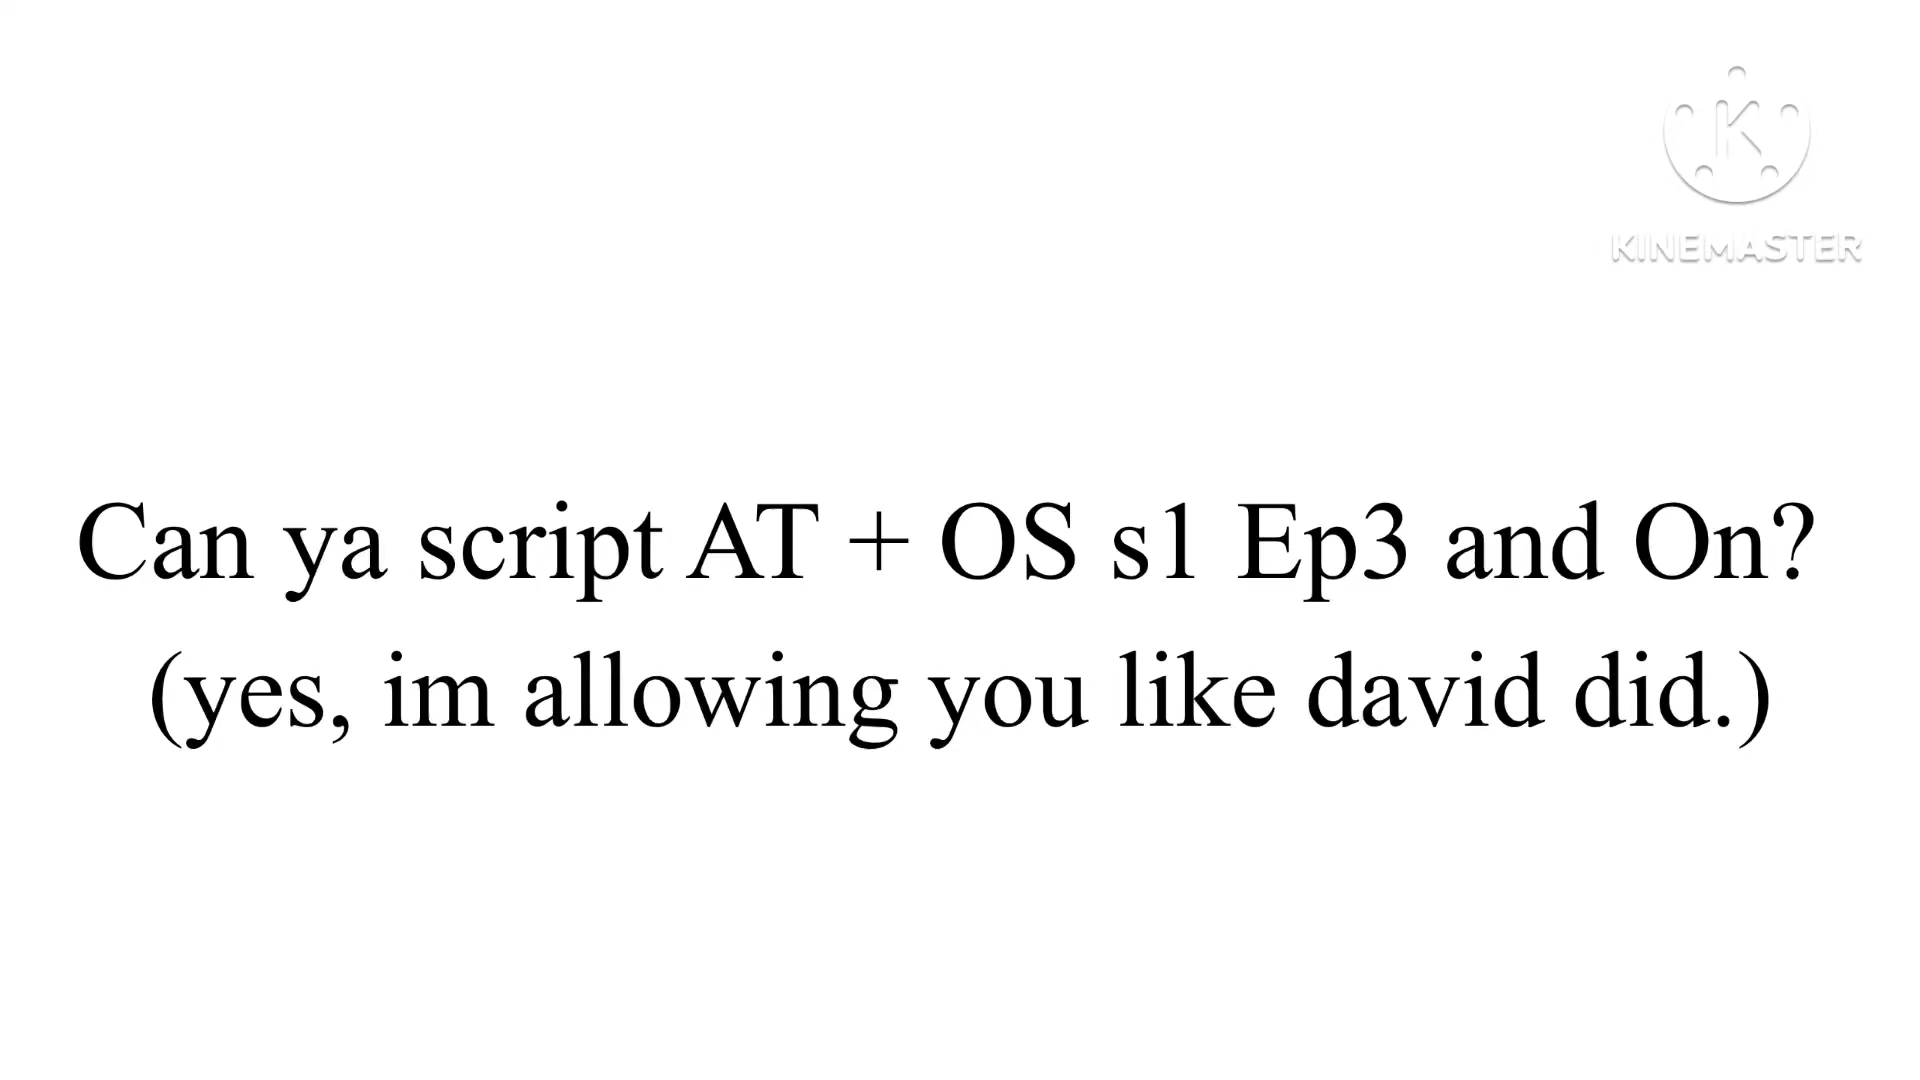 K
KINEMASTER
Can ya script AT + OS s1 Ep3 and On?
(yes, im allowing you like david did.)